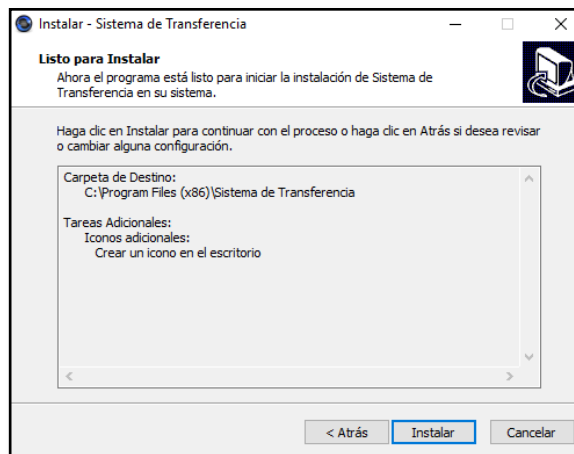 Instalar - Sistema de Transferencia
Listo para Instalar
Ahora el programa está listo para iniciar la instalación de Sistema de
Transferencia en su sistema.
Haga clic en Instalar para continuar con el proceso o haga clic en Atrás si desea revisar
o cambiar alguna configuración.
Carpeta de Destino:
C:\Program Files (x86)\Sistema de Transferencia
Tareas Adicionales:
Iconos adicionales:
Crear un icono en el escritorio
< Atrás
Instalar
Cancelar